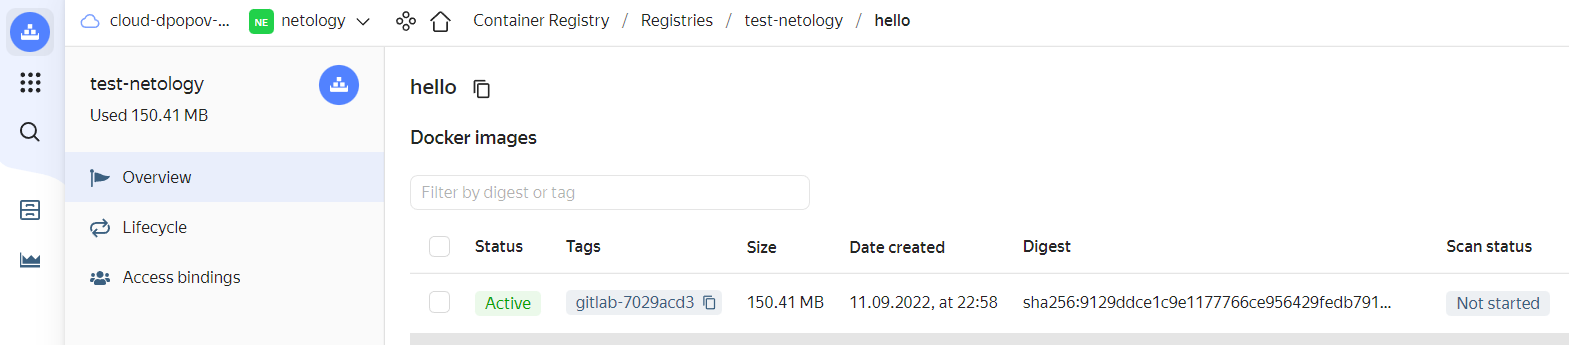 cloud-dpopov-...
NE netology
Container Registry / Registries / test-netology / hello
test-netology
Used 150.41 MB
Overview
Lifecycle
Access bindings
hello
Docker images
Filter by digest or tag
Status Tags Size Date created Digest Scan status
Active gitlab-7029acd3 150.41 MB 11.09.2022, at 22:58 sha256:9129ddce1c9e1177766ce956429fedb791... Not started